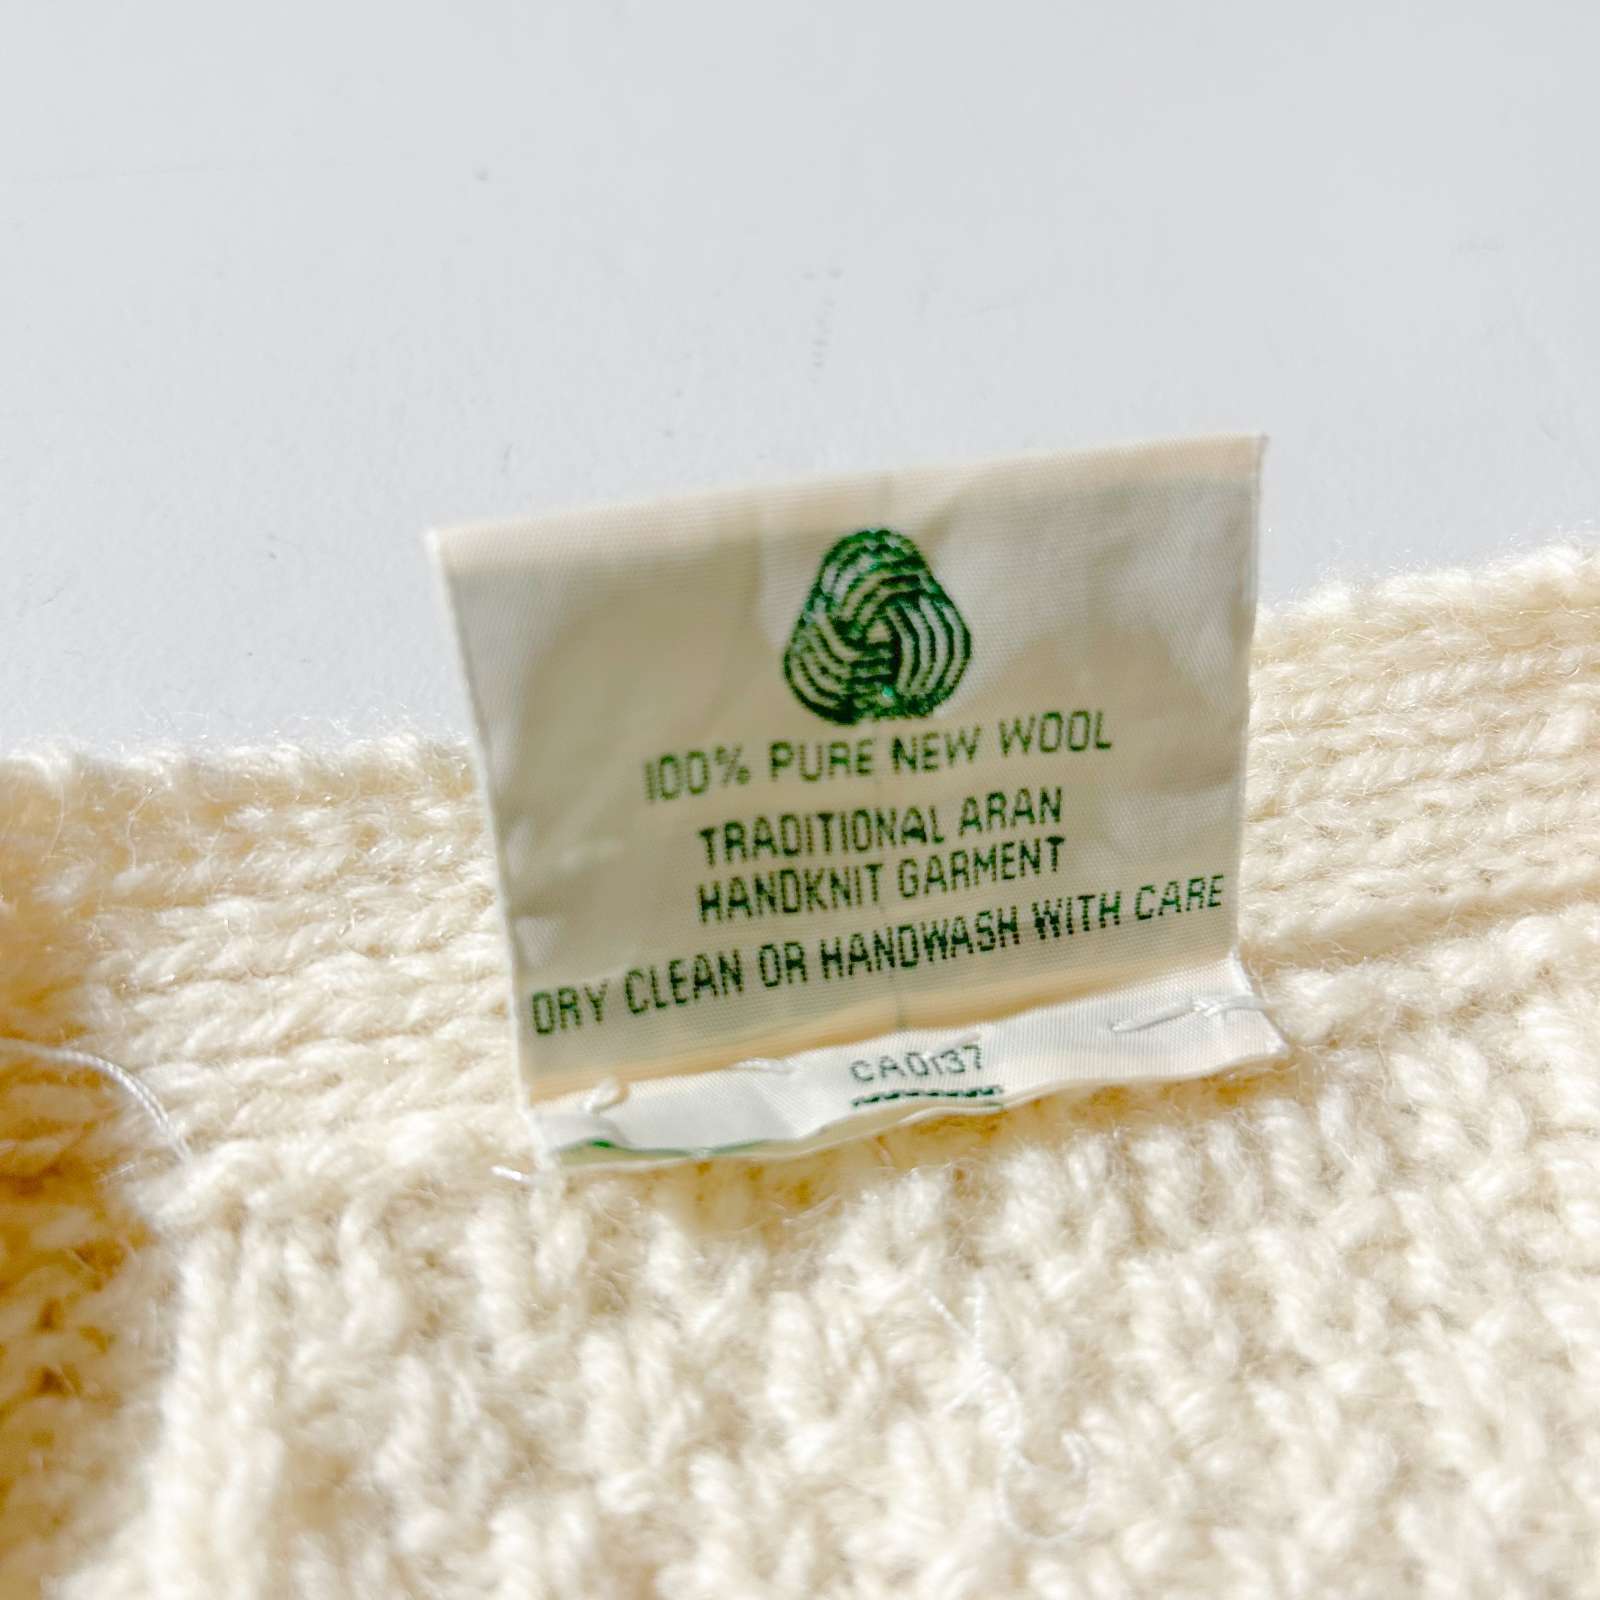 100% PURE NEW WOOL
TRADITIONAL ARAN
HANDKNIT GARMENT
DRY CLEAN OR HANDWASH WITH CARE
CA0137